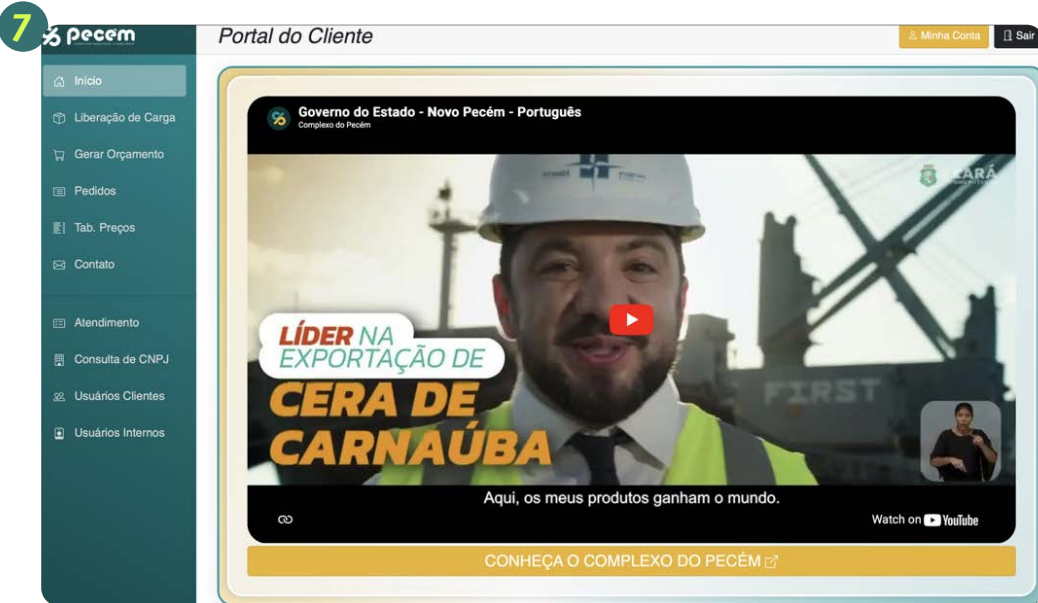 7
pecém
Portal do Cliente
Minha Conta
Sair
Início
Liberação de Carga
Gerar Orçamento
Pedidos
Tab. Preços
Contato
Atendimento
Consulta de CNPJ
Usuários Clientes
Usuários Internos
Governo do Estado - Novo Pecém - Português
Complexo do Pecém
CEARÁ
LÍDER NA
EXPORTAÇÃO DE
CERA DE
CARNAÚBA
FIRST
Aqui, os meus produtos ganham o mundo.
Watch on YouTube
CONHEÇA O COMPLEXO DO PECÉM